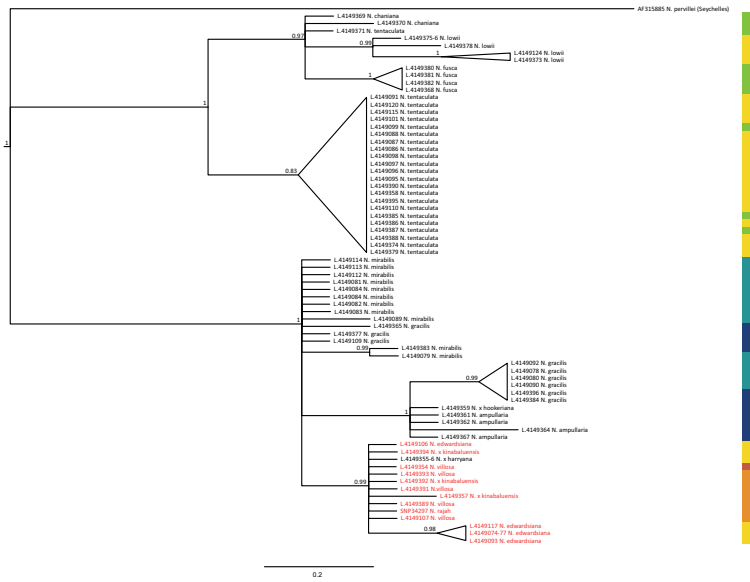 AF315885 N. pervillei (Seychelles)
L.4149369 N. chaniana
L.4149370 N. chaniana
0.97
L.4149371 N. tentaculata
L.4149375-6 N. lowii
0.99
L.4149378 N. lowii
L.4149124 N. lowii
1
L.4149373 N. lowii
L.4149380 N. fusca
L.4149381 N. fusca
1
L.4149382 N. fusca
L.4149368 N. fusca
L.4149091 N. tentaculata
1
L.4149120 N. tentaculata
L.4149115 N. tentaculata
L.4149101 N. tentaculata
L.4149099 N. tentaculata
L.4149088 N. tentaculata
L.4149087 N. tentaculata
1
L.4149086 N. tentaculata
L.4149098 N. tentaculata
L.4149097 N. tentaculata
0.83
L.4149096 N. tentaculata
L.4149095 N. tentaculata
L.4149390 N. tentaculata
L.4149358 N. tentaculata
L.4149395 N. tentaculata
L.4149110 N. tentaculata
L.4149385 N. tentaculata
L.4149386 N. tentaculata
L.4149387 N. tentaculata
L.4149388 N. tentaculata
L.4149374 N. tentaculata
L.4149379 N. tentaculata
L.4149114 N. mirabilis
L.4149113 N. mirabilis
L.4149112 N. mirabilis
L.4149081 N. mirabilis
L.4149084 N. mirabilis
L.4149084 N. mirabilis
L.4149082 N. mirabilis
L.4149083 N. mirabilis
L.4149089 N. mirabilis
1
L.4149365 N. gracilis
L.4149377 N. gracilis
L.4149109 N. gracilis
0.99
L.4149383 N. mirabilis
L.4149079 N. mirabilis
L.4149092 N. gracilis
L.4149078 N. gracilis
0.99
L.4149080 N. gracilis
L.4149090 N. gracilis
L.4149396 N. gracilis
L.4149384 N. gracilis
L.4149359 N. x hookeriana
1
L.4149361 N. ampullaria
L.4149362 N. ampullaria
L.4149364 N. ampullaria
L.4149367 N. ampullaria
L.4149106 N. edwardsiana
L.4149394 N. x kinabaluensis
L.4149355-6 N. x harryana
L.4149354 N. villosa
L.4149393 N. villosa
0.99
L.4149392 N. x kinabaluensis
L.4149391 N.villosa
L.4149357 N. x kinabaluensis
L.4149389 N. villosa
SNP34297 N. rajah
L.4149107 N. villosa
L.4149117 N. edwardsiana
0.98
L.4149074-77 N. edwardsiana
L.4149093 N. edwardsiana
0.2